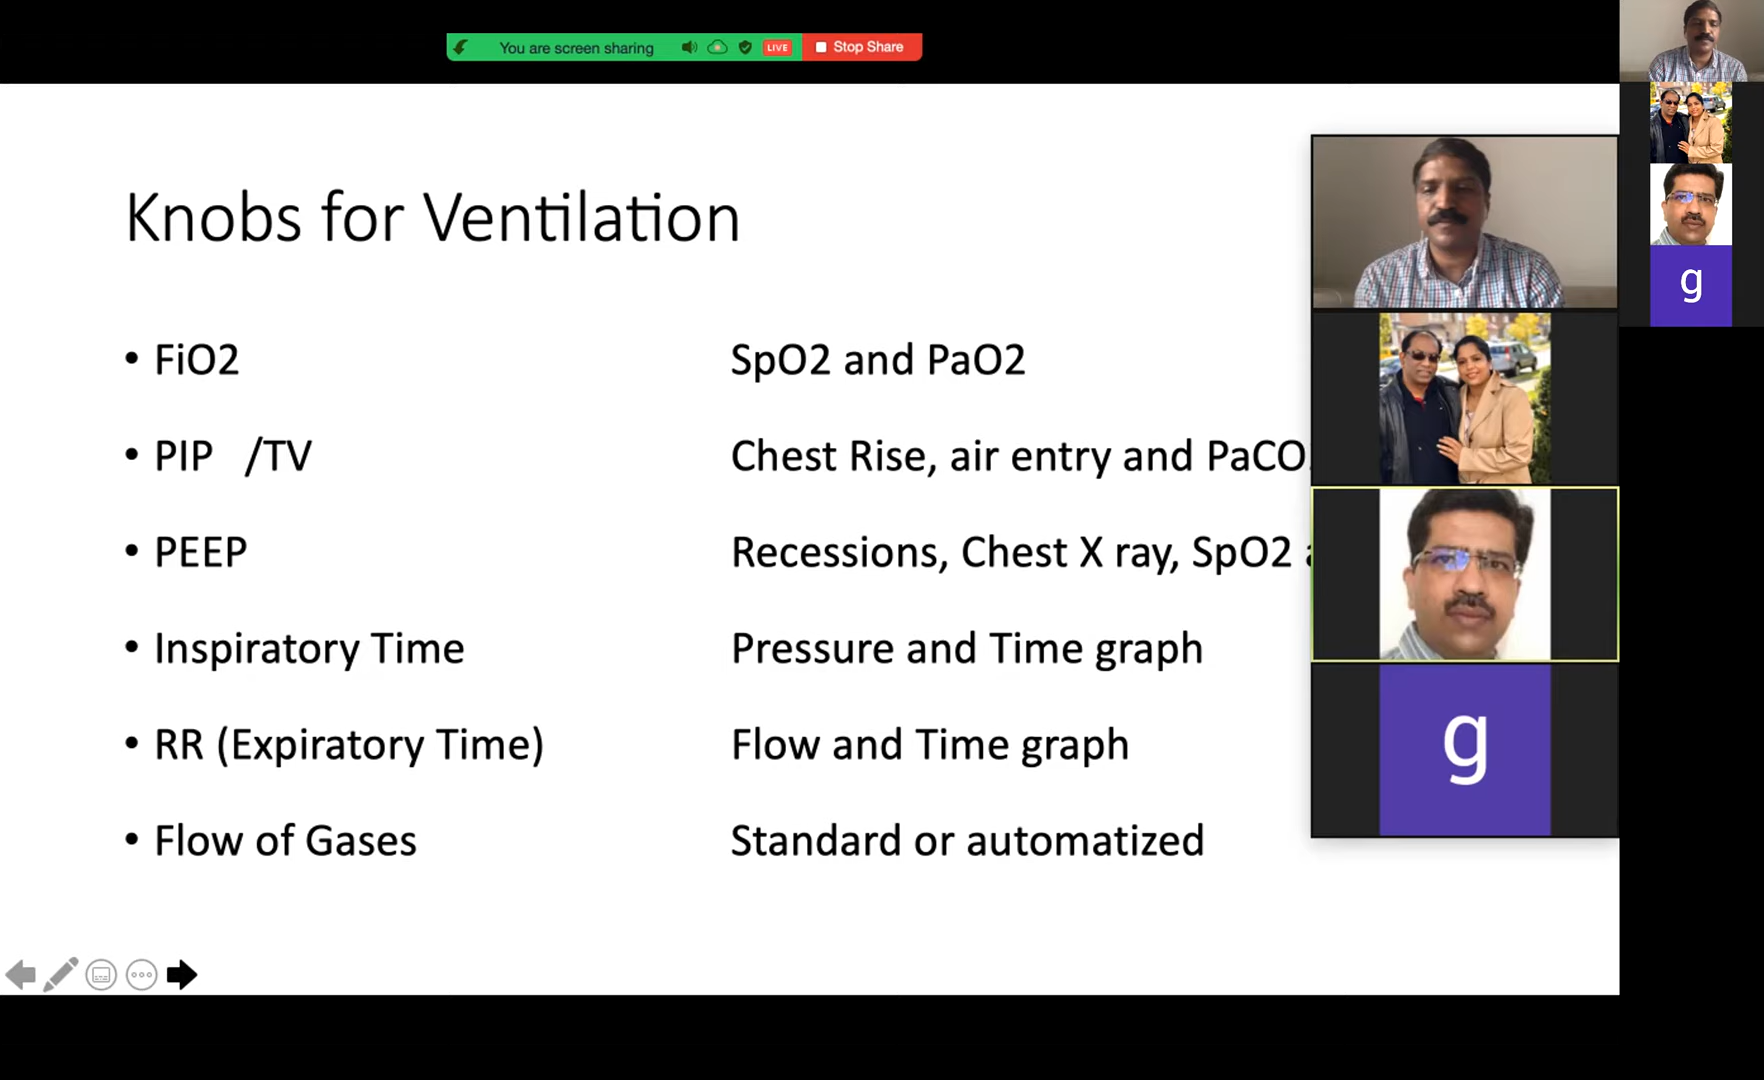 You are screen sharing LIVE Stop Share
Knobs for Ventilation
• FiO2 SpO2 and PaO2
• PIP /TV Chest Rise, air entry and PaCO
• PEEP Recessions, Chest X ray, SpO2
• Inspiratory Time Pressure and Time graph
• RR (Expiratory Time) Flow and Time graph
• Flow of Gases Standard or automatized
g
g